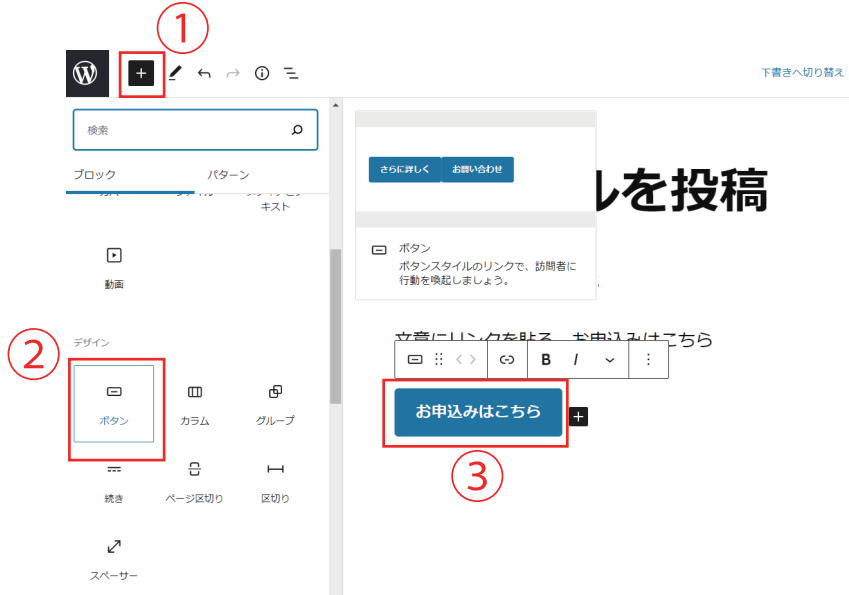 ①
下書きへ切り替え
検索
ブロック
パターン
キスト
動画
デザイン
②
ボタン
カラム
グループ
続き
ページ区切り
区切り
スペーサー
さらに詳しく
お問い合わせ
ルを投稿
ボタン
ボタンスタイルのリンクで、訪問者に
行動を喚起しましょう。
文章にリンクを貼る お申込みはこちら
B I
お申込みはこちら
③